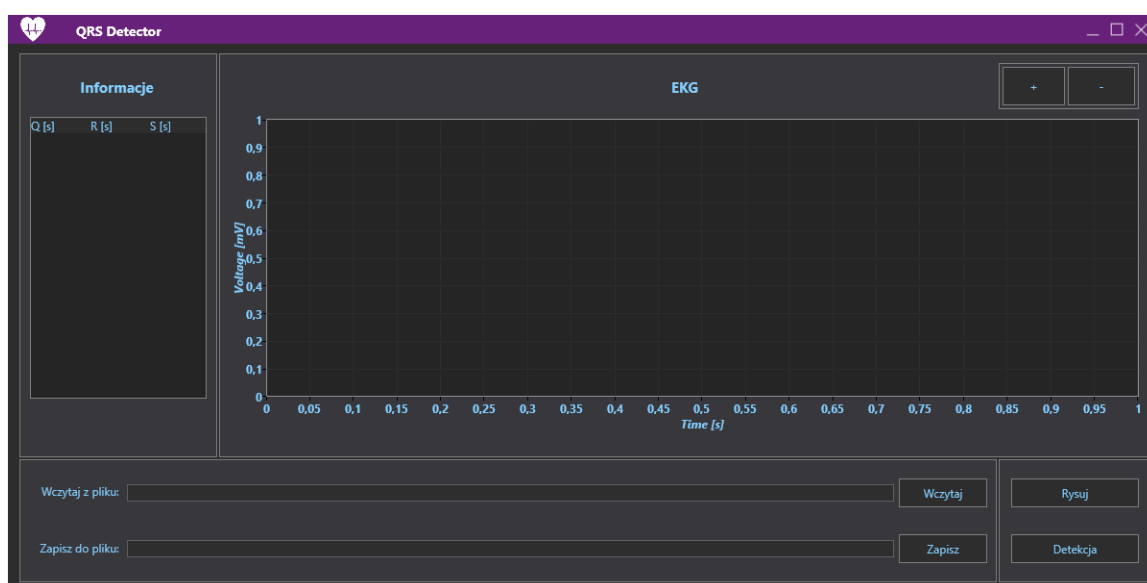 QRS Detector
Informacje
EKG
+ -
Q [s] R [s] S [s]
1
0,9
0,8
0,7
0,6
0,5
0,4
0,3
0,2
0,1
0
Voltage [mV]
0 0,05 0,1 0,15 0,2 0,25 0,3 0,35 0,4 0,45 0,5 0,55 0,6 0,65 0,7 0,75 0,8 0,85 0,9 0,95 1
Time [s]
Wczytaj z pliku: Wczytaj Rysuj
Zapisz do pliku: Zapisz Detekcja